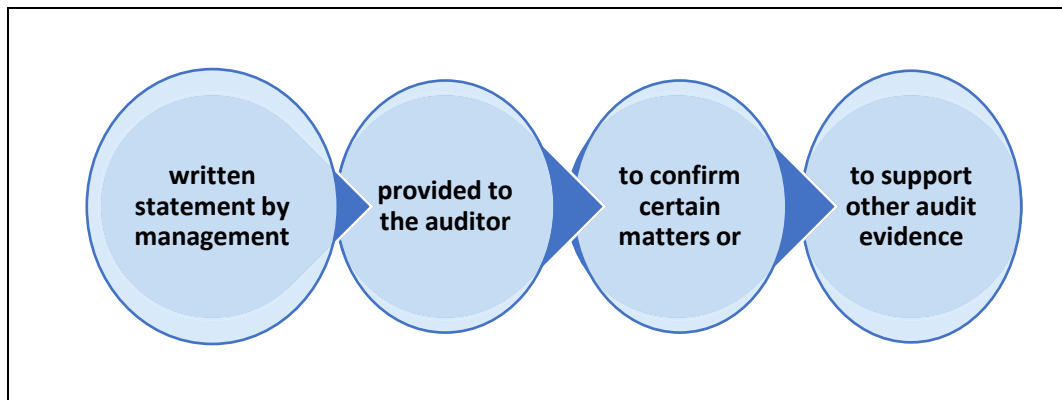 written
statement by
management
provided to
the auditor
to confirm
certain
matters or
to support
other audit
evidence